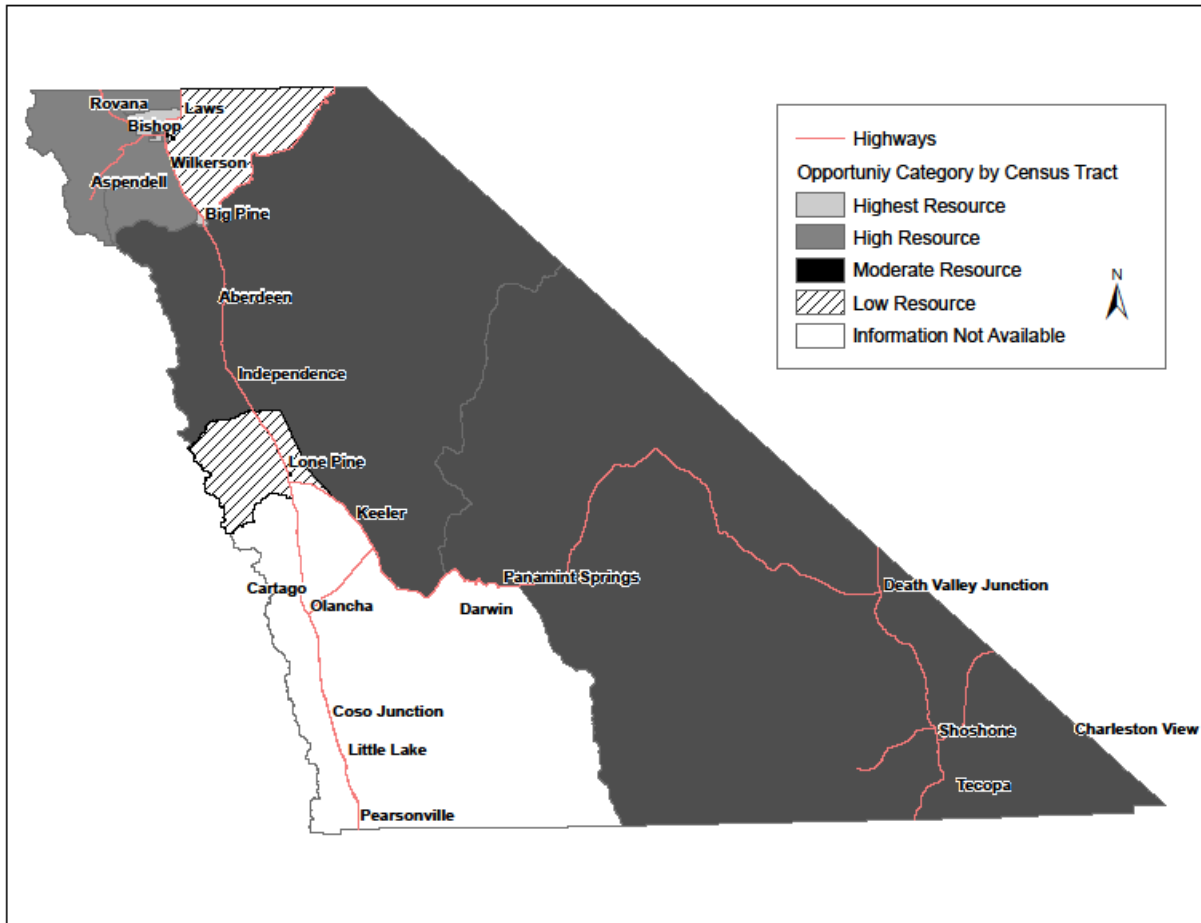 Rovana
Laws
Bishop
Wilkerson
Aspendell
Big Pine
Aberdeen
Independence
Lone Pine
Keeler
Cartago
Olancha
Panamint Springs
Darwin
Death Valley Junction
Coso Junction
Little Lake
Shoshone
Charleston View
Tecopa
Pearsonville
Highways
Opportuniy Category by Census Tract
Highest Resource
High Resource
Moderate Resource
Low Resource
Information Not Available
N